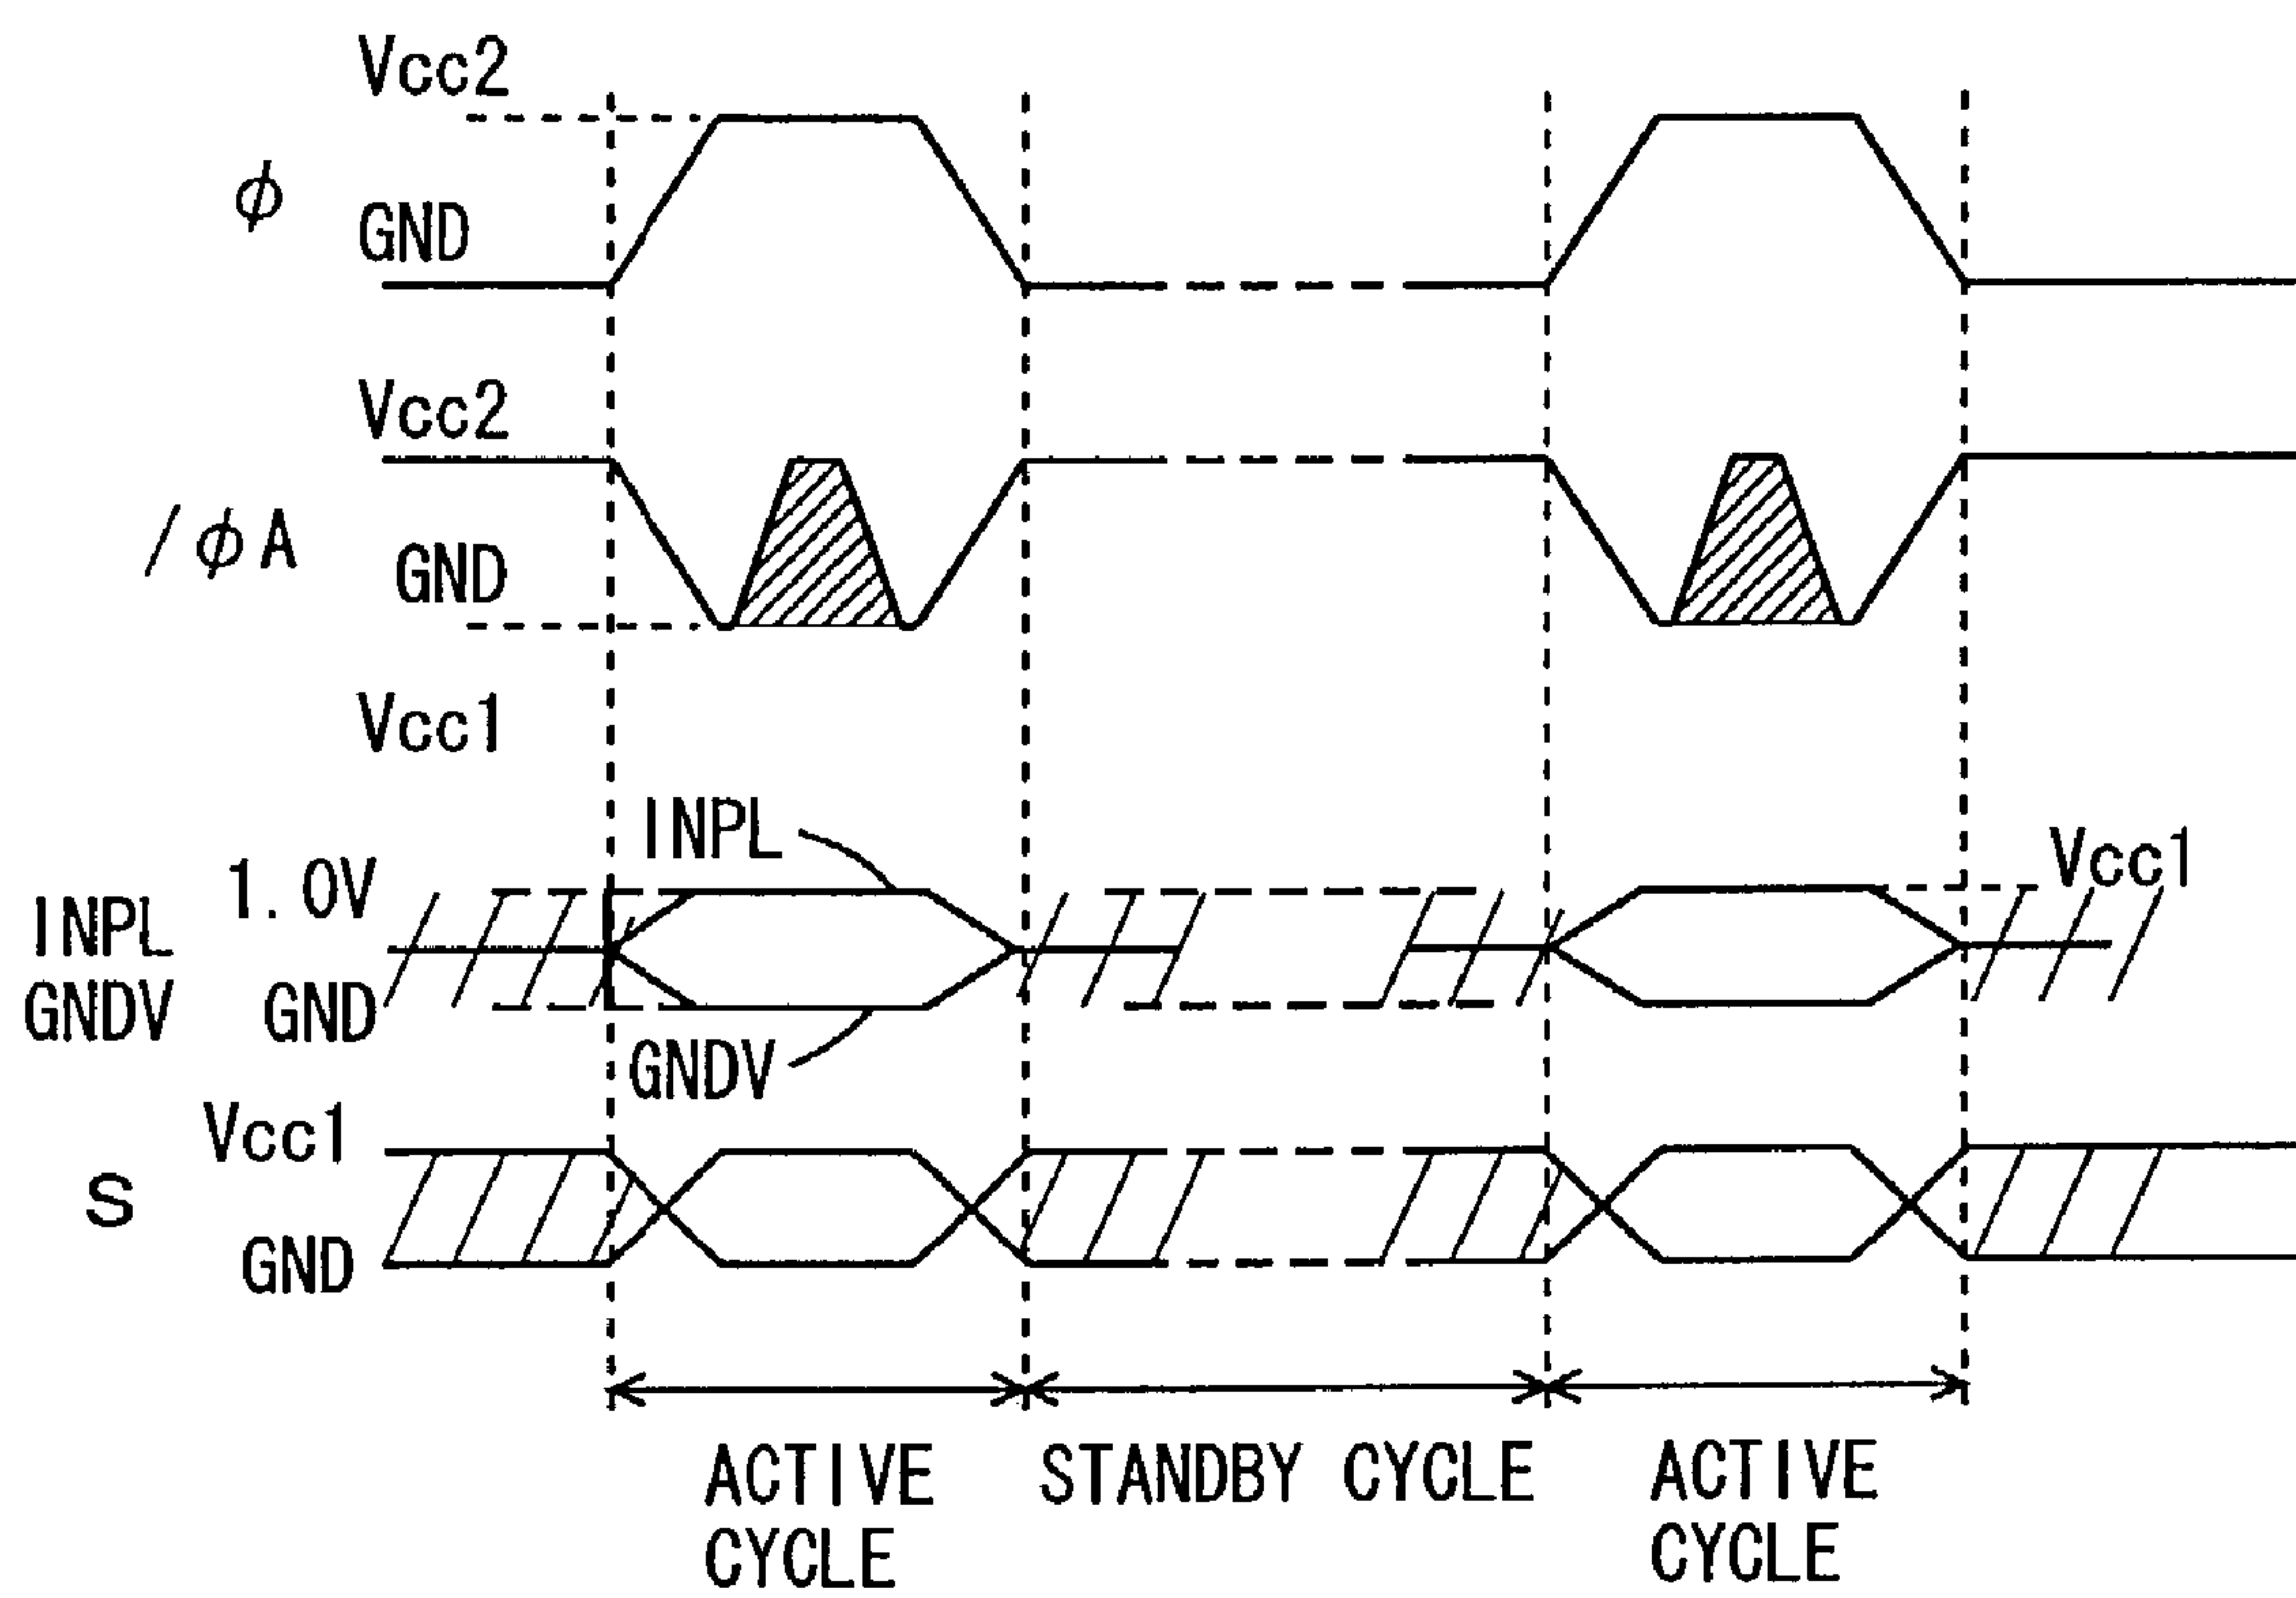 Vcc2
φ
GND
Vcc2
/φA
GND
Vcc1
INPL
1.0V
Vcc1
INPL
GNDV
GND
GNDV
Vcc1
S
GND
ACTIVE CYCLE
STANDBY CYCLE
ACTIVE CYCLE